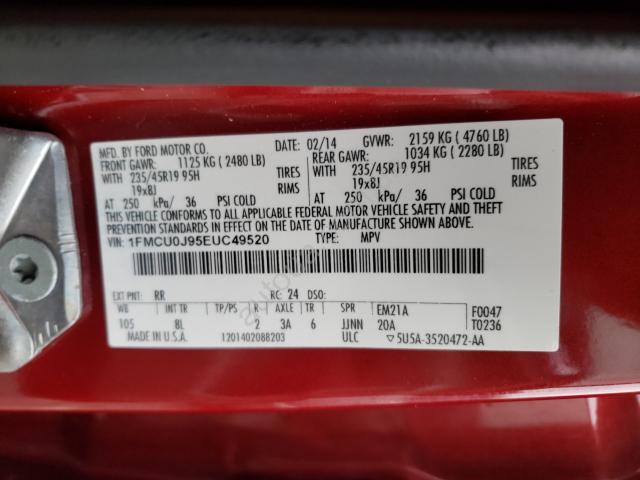 MFD. BY FORD MOTOR CO.
DATE: 02/14 GVWR: 2159 KG ( 4760 LB)
FRONT GAWR: 1125 KG ( 2480 LB) REAR GAWR: 1034 KG ( 2280 LB)
WITH 235/45R19 95H TIRES WITH 235/45R19 95H TIRES
19x8J RIMS 19x8J RIMS
AT 250 kPa/ 36 PSI COLD AT 250 kPa/ 36 PSI COLD
THIS VEHICLE CONFORMS TO ALL APPLICABLE FEDERAL MOTOR VEHICLE SAFETY AND THEFT
PREVENTION STANDARDS IN EFFECT ON THE DATE OF MANUFACTURE SHOWN ABOVE.
VIN: 1FMCU0J95EUC49520 TYPE: MPV
EXT PNT: RR RC: 24 DSO:
WB INT TR TP/PS R AXLE TR SPR EM21A F0047
105 8L 2 3A 6 JJNN 20A T0236
MADE IN U.S.A. 1201402088203 ULC ▽5U5A-3520472-AA